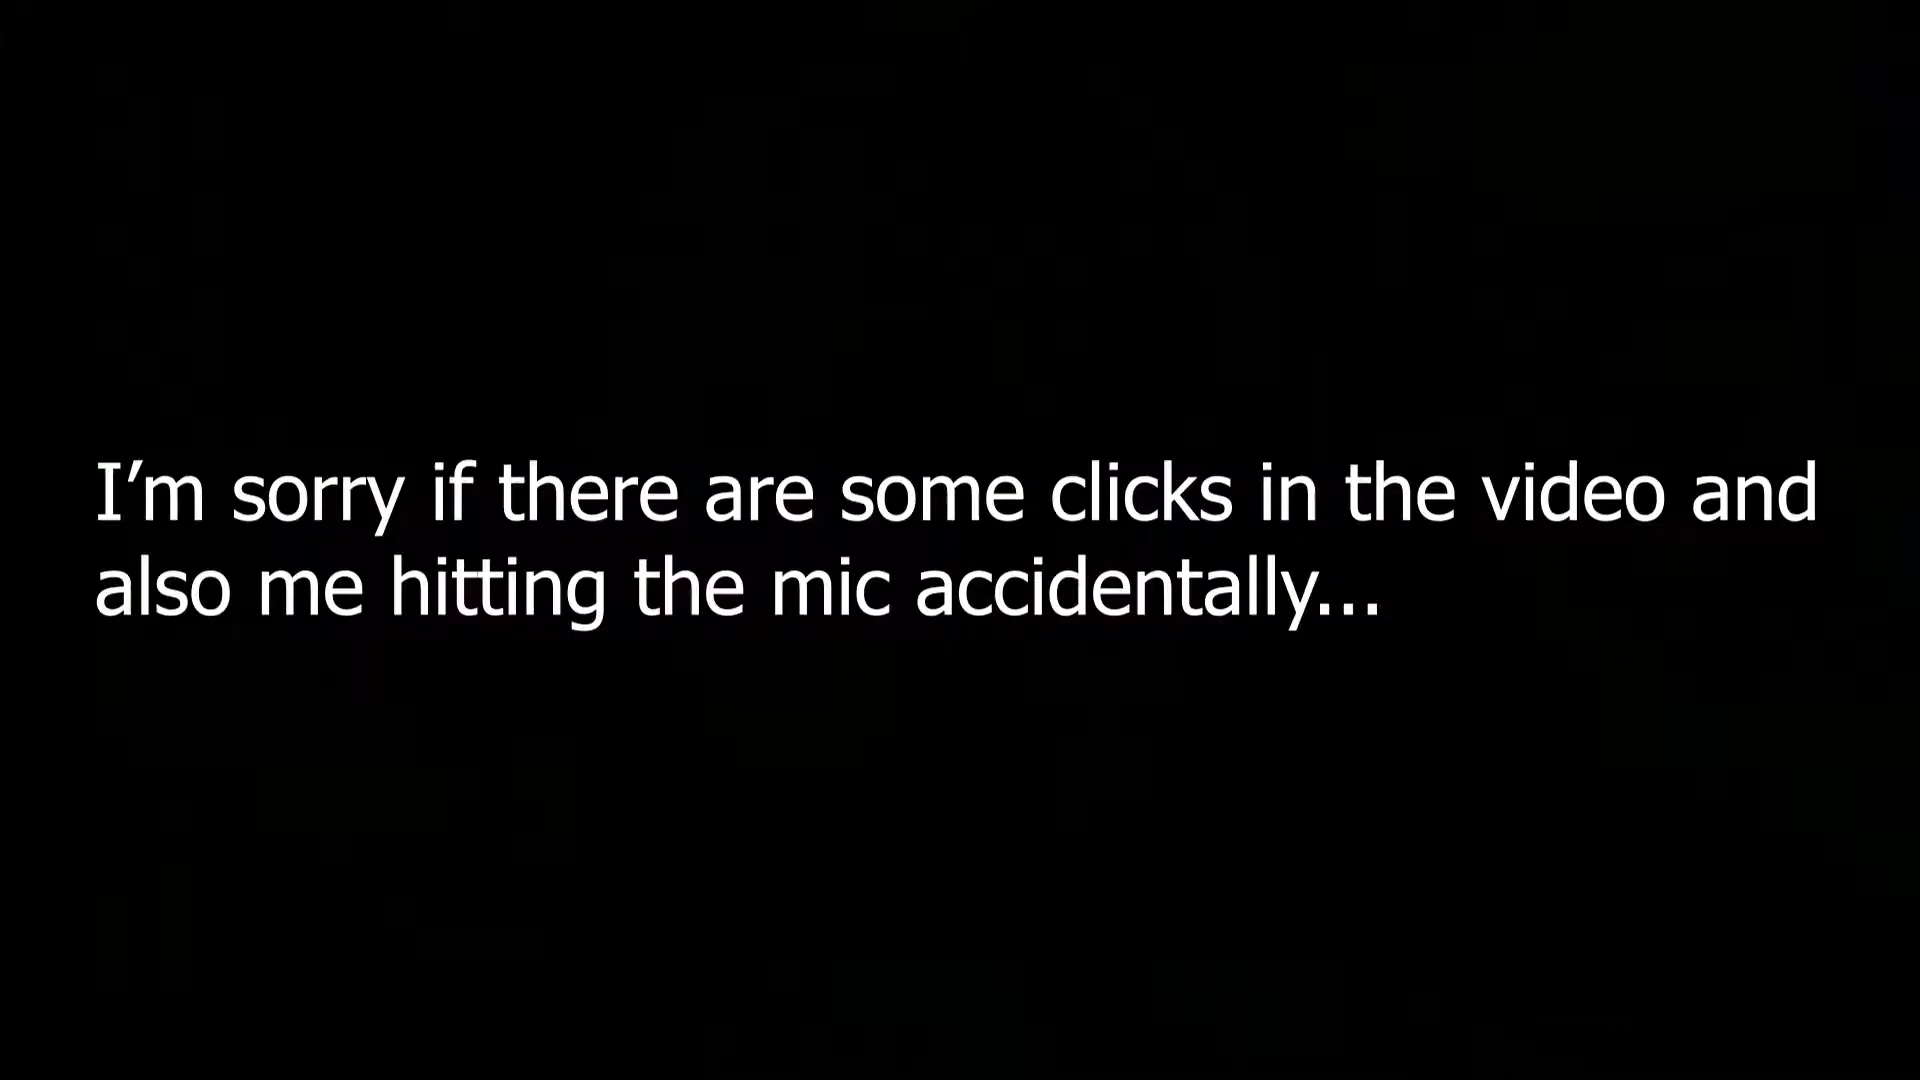 I’m sorry if there are some clicks in the video and
also me hitting the mic accidentally...